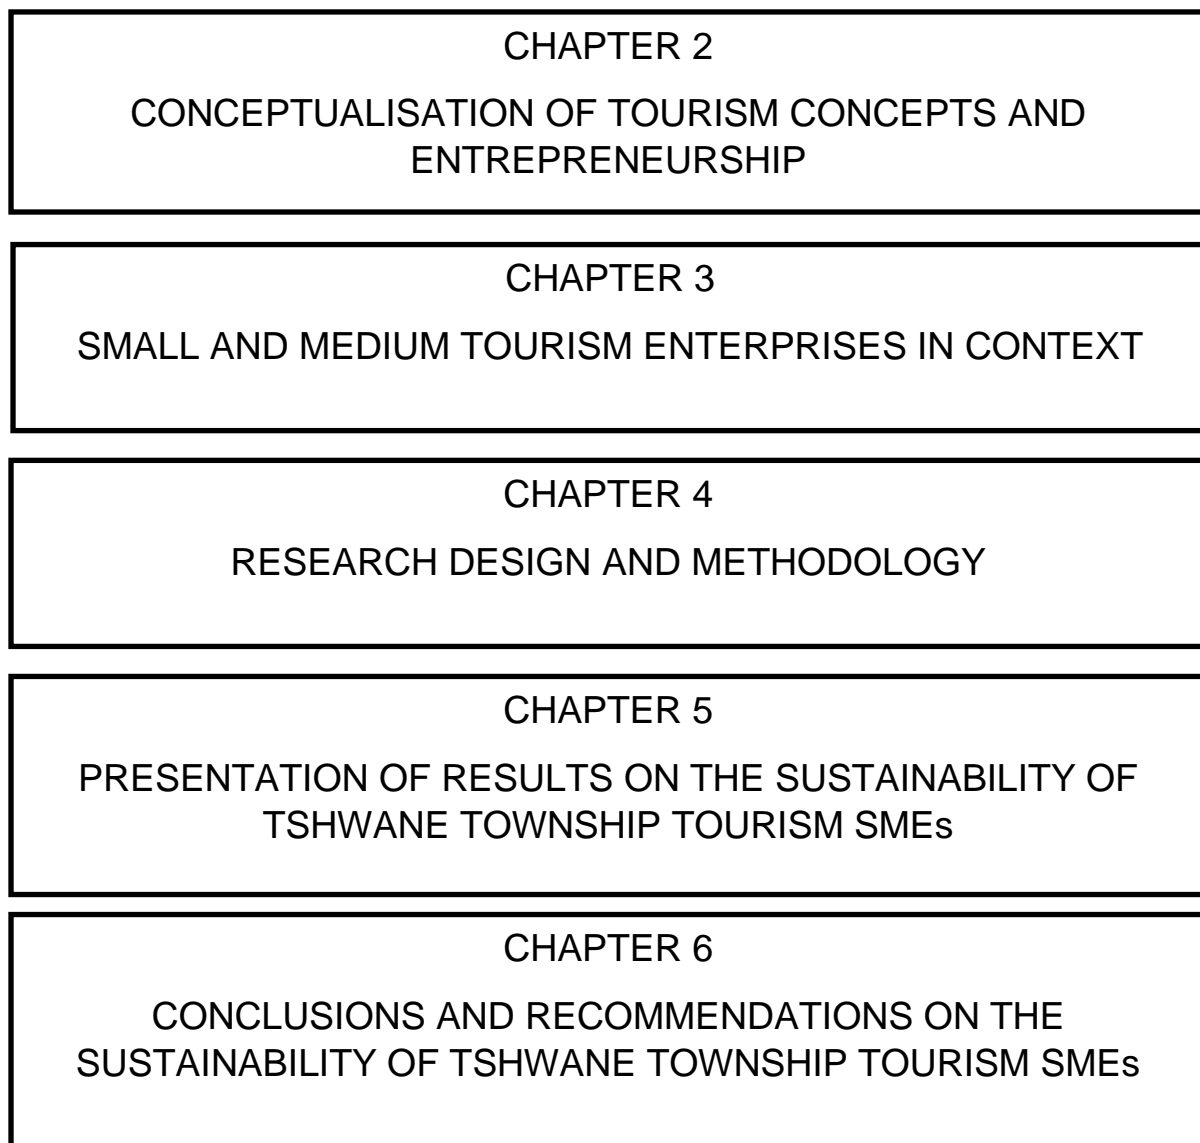 CHAPTER 2
CONCEPTUALISATION OF TOURISM CONCEPTS AND
ENTREPRENEURSHIP
CHAPTER 3
SMALL AND MEDIUM TOURISM ENTERPRISES IN CONTEXT
CHAPTER 4
RESEARCH DESIGN AND METHODOLOGY
CHAPTER 5
PRESENTATION OF RESULTS ON THE SUSTAINABILITY OF
TSHWANE TOWNSHIP TOURISM SMEs
CHAPTER 6
CONCLUSIONS AND RECOMMENDATIONS ON THE
SUSTAINABILITY OF TSHWANE TOWNSHIP TOURISM SMEs